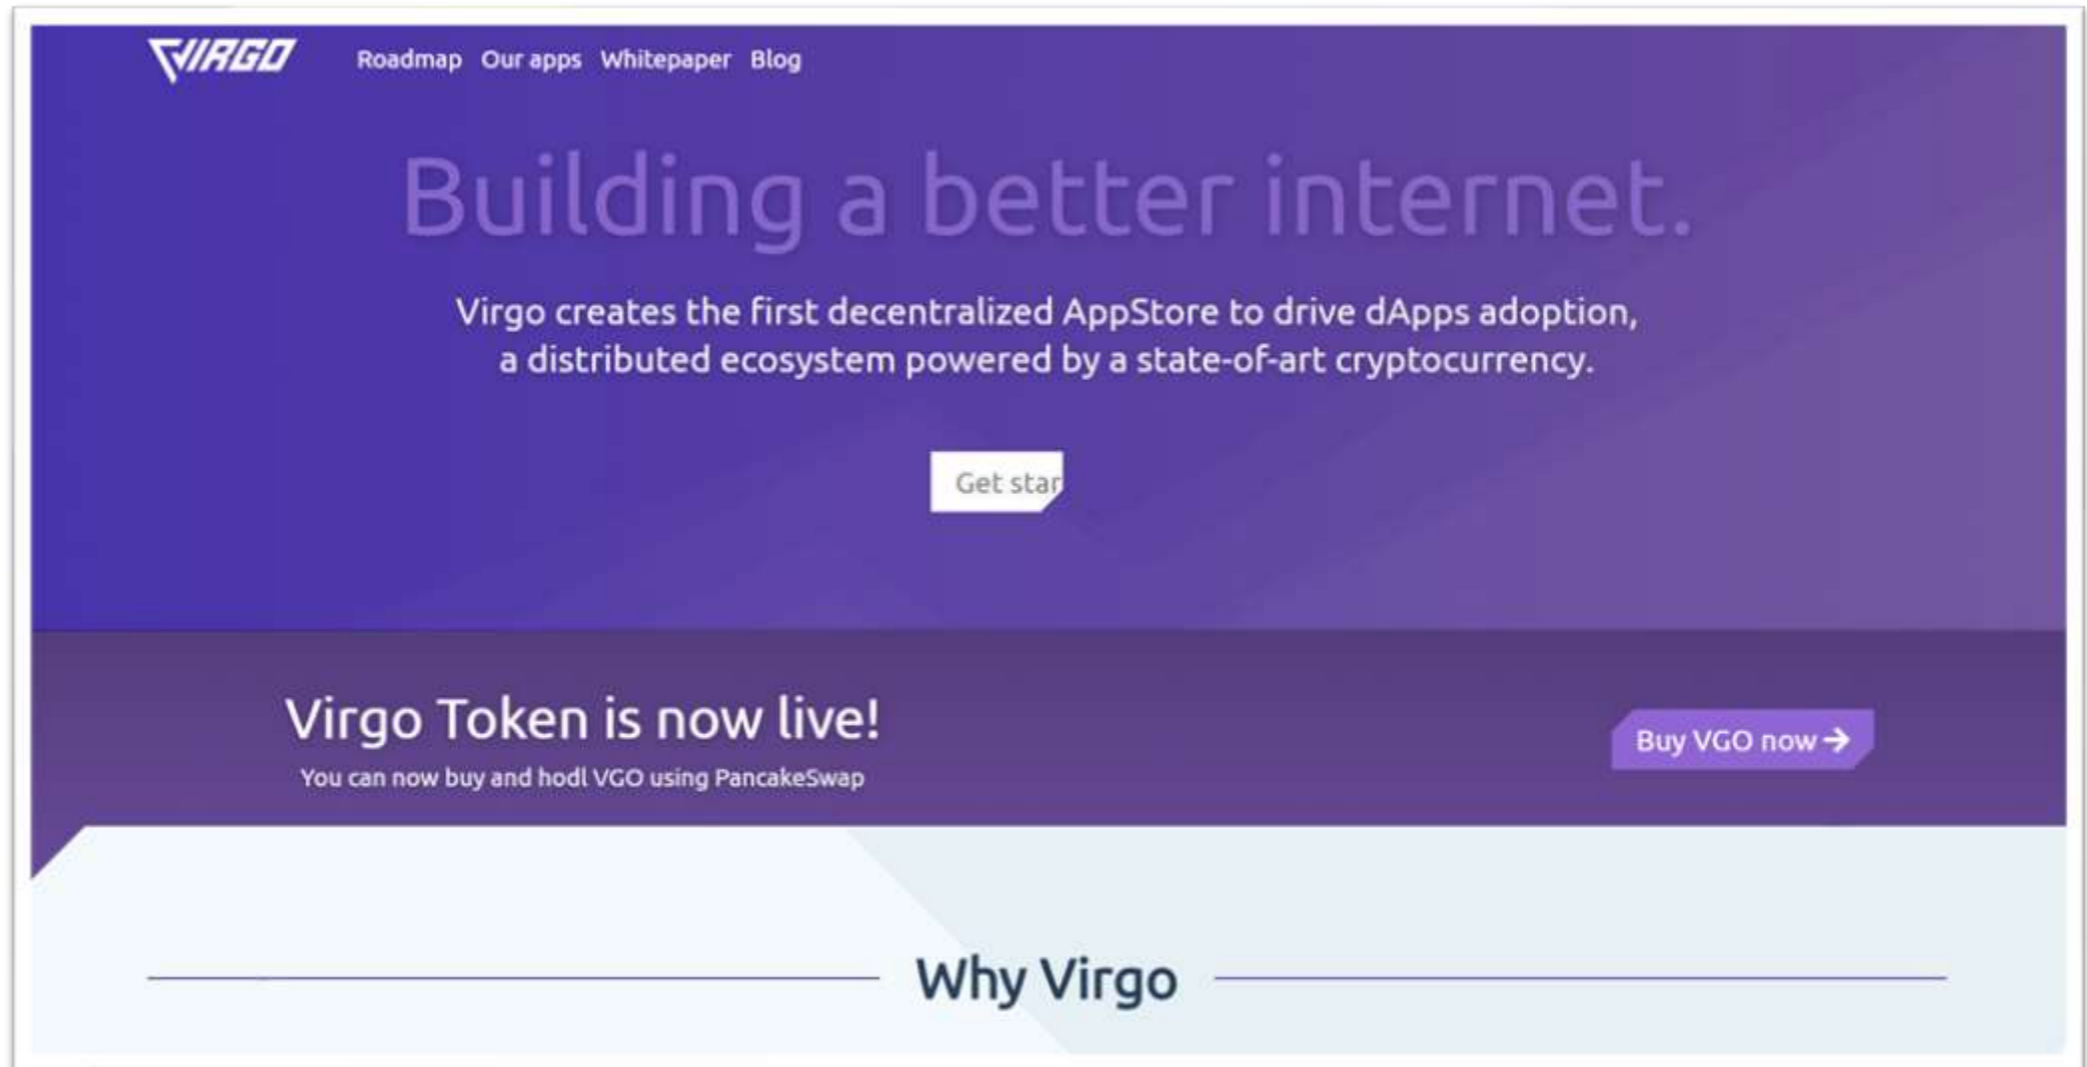 VIRGO
Roadmap Our apps Whitepaper Blog
Building a better internet.
Virgo creates the first decentralized AppStore to drive dApps adoption,
a distributed ecosystem powered by a state-of-art cryptocurrency.
Get star
Virgo Token is now live!
You can now buy and hodl VGO using PancakeSwap
Buy VGO now →
Why Virgo